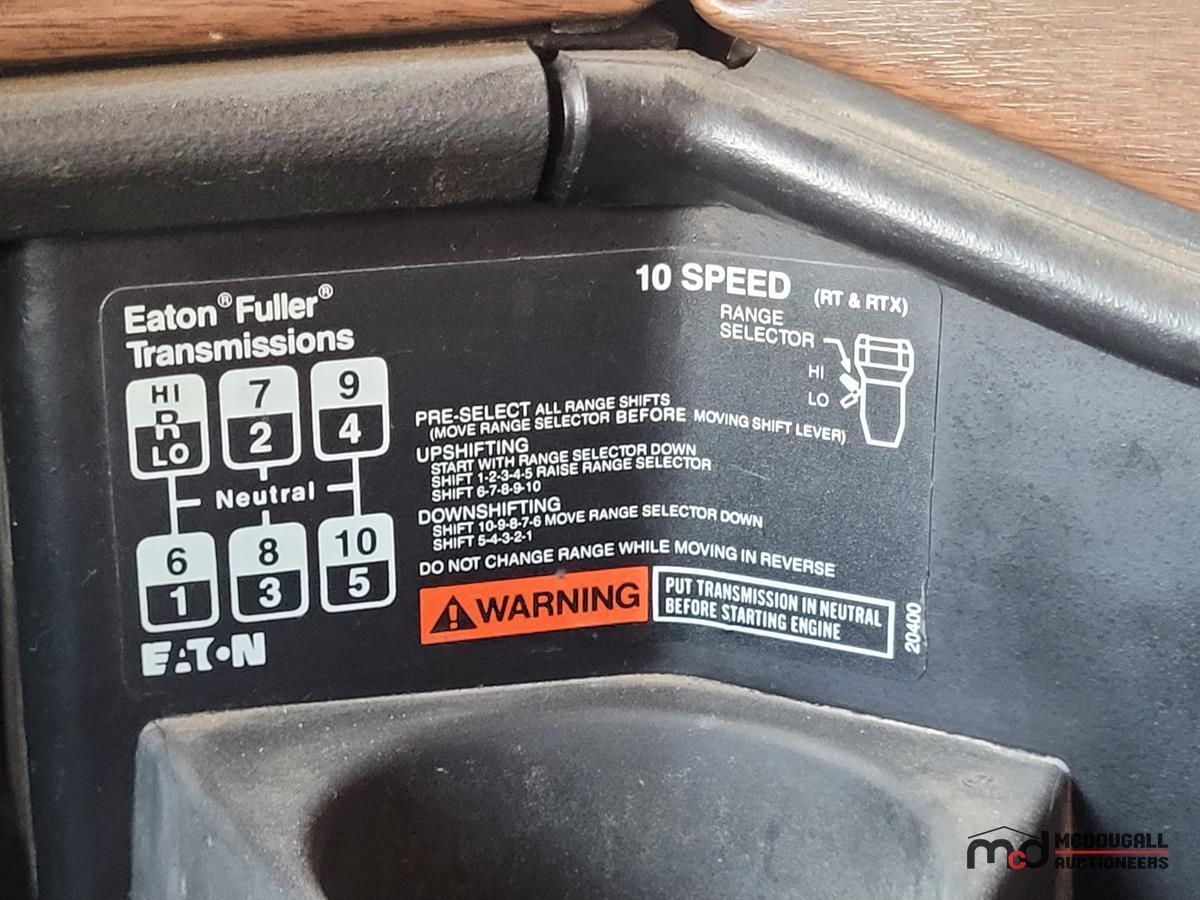 Eaton® Fuller®
Transmissions
10 SPEED (RT & RTX)
RANGE
SELECTOR
HI
LO
HI
R
LO
7
2
9
4
Neutral
6
1
8
3
10
5
PRE-SELECT ALL RANGE SHIFTS
(MOVE RANGE SELECTOR BEFORE MOVING SHIFT LEVER)
UPSHIFTING
START WITH RANGE SELECTOR DOWN
SHIFT 1-2-3-4-5 RAISE RANGE SELECTOR
SHIFT 6-7-8-9-10
DOWNSHIFTING
SHIFT 10-9-8-7-6 MOVE RANGE SELECTOR DOWN
SHIFT 5-4-3-2-1
DO NOT CHANGE RANGE WHILE MOVING IN REVERSE
WARNING
PUT TRANSMISSION IN NEUTRAL
BEFORE STARTING ENGINE
20400
EATON
mcd MCDOUGALL
AUCTIONEERS